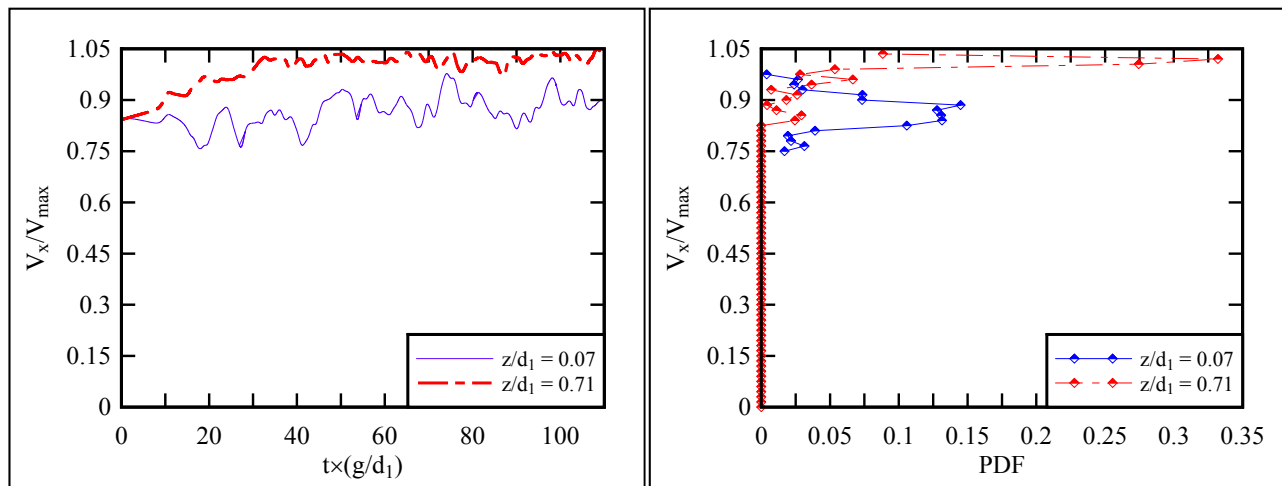 1.05
0.9
0.75
0.6
0.45
0.3
0.15
0
V_x/V_max
0 20 40 60 80 100
t×(g/d_1)
z/d_1 = 0.07
z/d_1 = 0.71
1.05
0.9
0.75
0.6
0.45
0.3
0.15
0
V_x/V_max
0 0.05 0.1 0.15 0.2 0.25 0.3 0.35
PDF
z/d_1 = 0.07
z/d_1 = 0.71